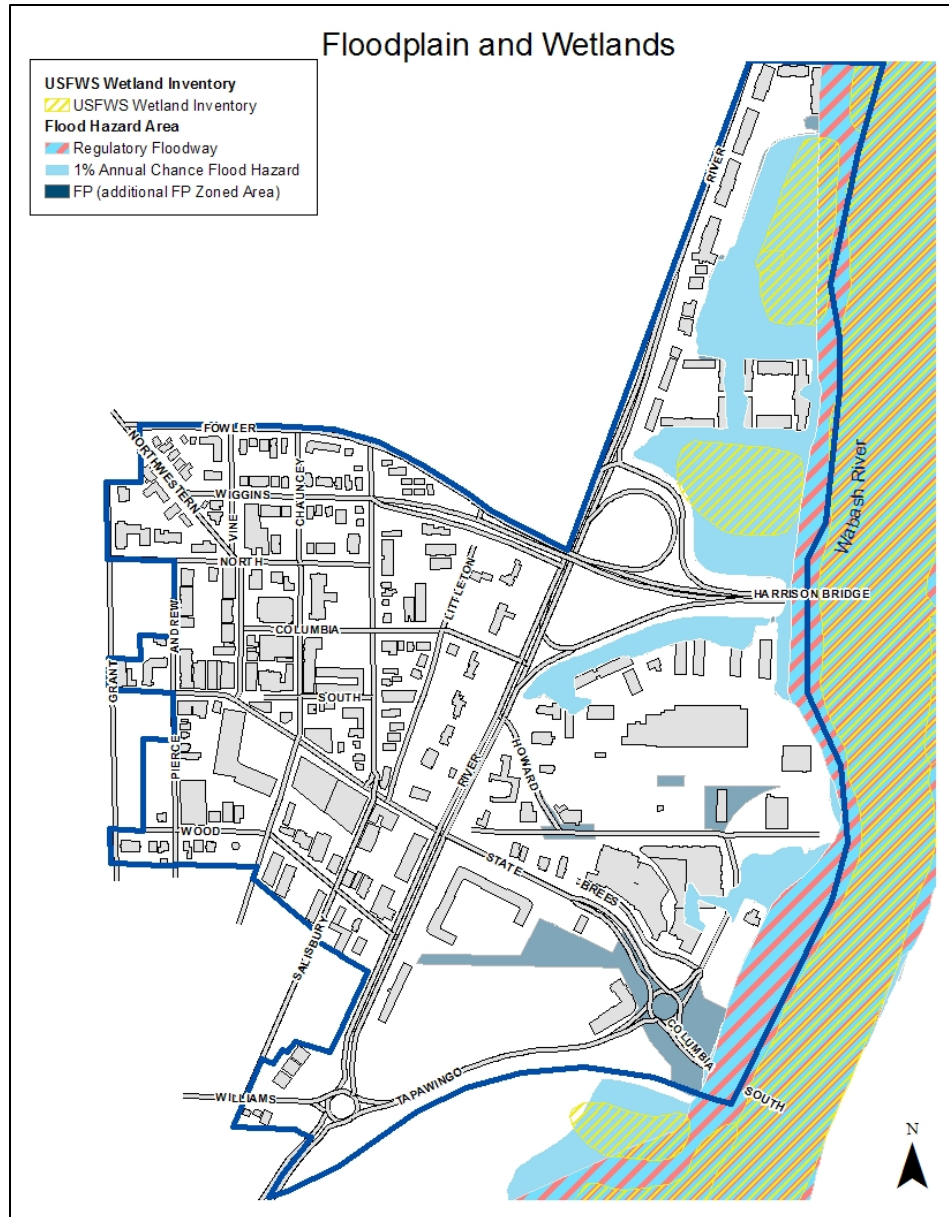 Floodplain and Wetlands
USFWS Wetland Inventory
USFWS Wetland Inventory
Flood Hazard Area
Regulatory Floodway
1% Annual Chance Flood Hazard
FP (additional FP Zoned Area)
RIVER
FOWLER
NORTHWESTERN
VINE
CHAUNCEY
WIGGINS
NORTH
Wabash River
HARRISON BRIDGE
LITTLETON
ANDREW
COLUMBIA
GRANT
SOUTH
PIERCE
HOWARD
RIVER
WOOD
STATE
BREES
SALISBURY
COLUMBIA
TAPAWINGO
SOUTH
WILLIAMS
N